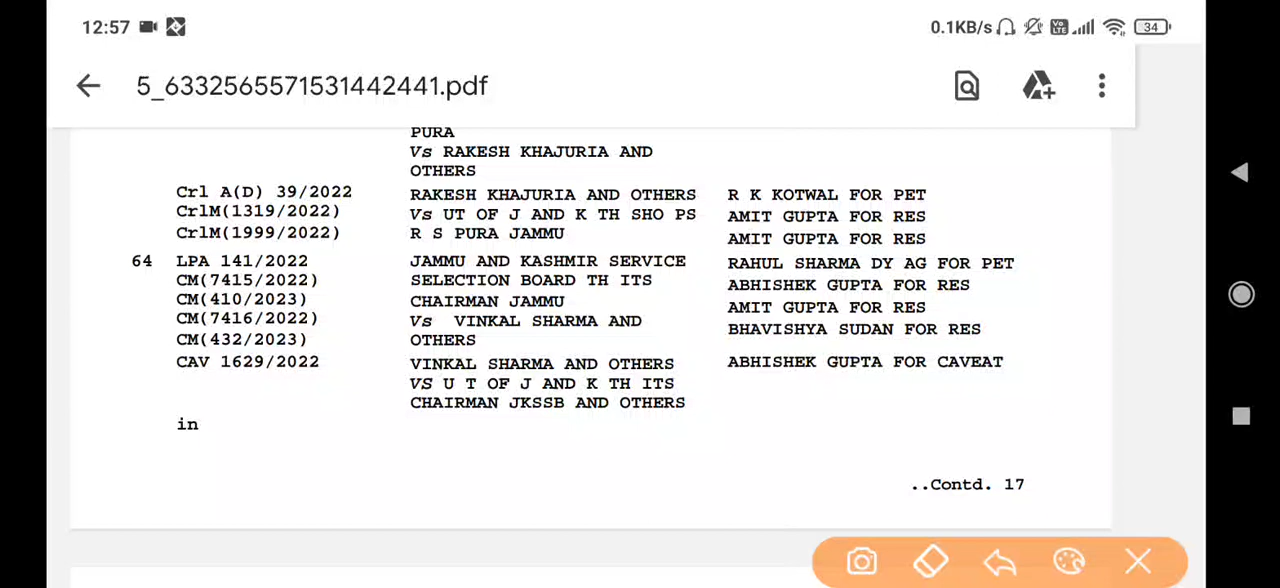 12:57
0.1KB/s
Vo LTE
34
5_6332565571531442441.pdf
PURA
Vs RAKESH KHAJURIA AND
OTHERS
Crl A(D) 39/2022 RAKESH KHAJURIA AND OTHERS R K KOTWAL FOR PET
CrlM(1319/2022) Vs UT OF J AND K TH SHO PS AMIT GUPTA FOR RES
CrlM(1999/2022) R S PURA JAMMU AMIT GUPTA FOR RES
64 LPA 141/2022 JAMMU AND KASHMIR SERVICE RAHUL SHARMA DY AG FOR PET
CM(7415/2022) SELECTION BOARD TH ITS ABHISHEK GUPTA FOR RES
CM(410/2023) CHAIRMAN JAMMU AMIT GUPTA FOR RES
CM(7416/2022) Vs VINKAL SHARMA AND BHAVISHYA SUDAN FOR RES
CM(432/2023) OTHERS
CAV 1629/2022 VINKAL SHARMA AND OTHERS ABHISHEK GUPTA FOR CAVEAT
VS U T OF J AND K TH ITS
CHAIRMAN JKSSB AND OTHERS
in
..Contd. 17